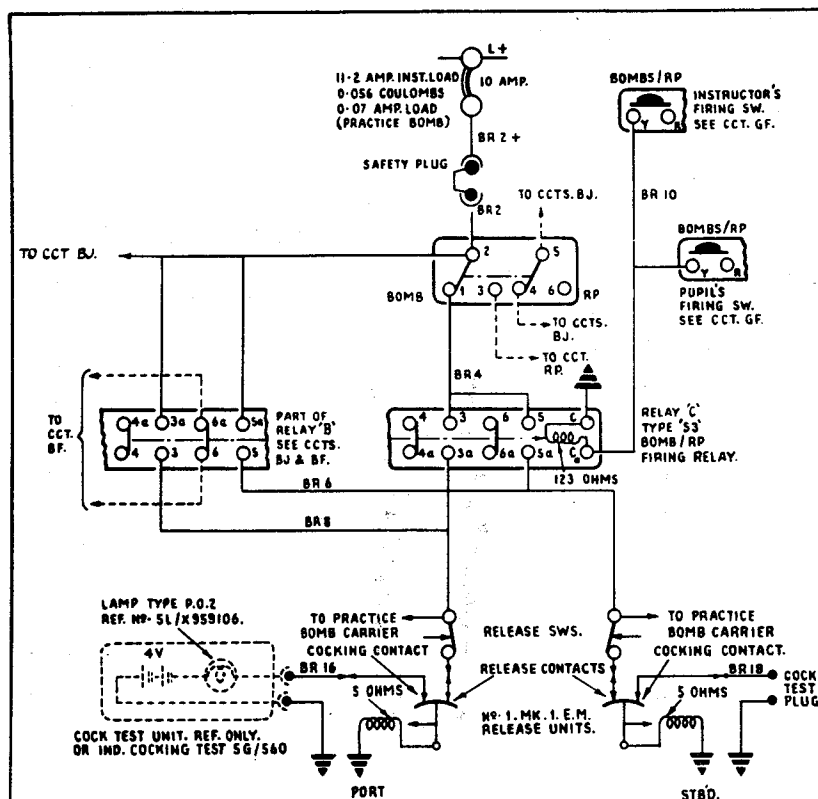 L+
11·2 AMP. INST. LOAD
0·056 COULOMBS
0·07 AMP. LOAD
(PRACTICE BOMB)
10 AMP.
BR 2 +
SAFETY PLUG
BR2
BOMBS/RP
Y R
INSTRUCTOR'S
FIRING SW.
SEE CCT. GF.
BR 10
BOMBS/RP
Y R
PUPIL'S
FIRING SW.
SEE CCT. GF.
TO CCTS. BJ.
TO CCT BJ.
2 5
1 3 4 6
BOMB
RP
TO CCTS.
BJ.
TO CCT.
RP.
BR4
TO
CCT.
BF.
4a 3a 6a 5a
4 3 6 5
PART OF
RELAY 'B'
SEE CCTS.
BJ & BF.
4 3 6 5 C
4a 3a 6a 5a Ca
RELAY 'C'
TYPE 'S3'
BOMB / RP
FIRING RELAY.
123 OHMS
BR 6
BR 8
LAMP TYPE P.O.2
REF. Nº· 5L/X959106.
4V
BR 16
TO PRACTICE
BOMB CARRIER
COCKING CONTACT
RELEASE SWS.
TO PRACTICE
BOMB CARRIER
COCKING CONTACT.
RELEASE CONTACTS
BR 18
COCK
TEST
PLUG
5 OHMS
5 OHMS
Nº· 1. MK. 1. E.M.
RELEASE UNITS.
COCK TEST UNIT. REF. ONLY.
OR IND. COCKING TEST 5G/560
PORT
STB'D.